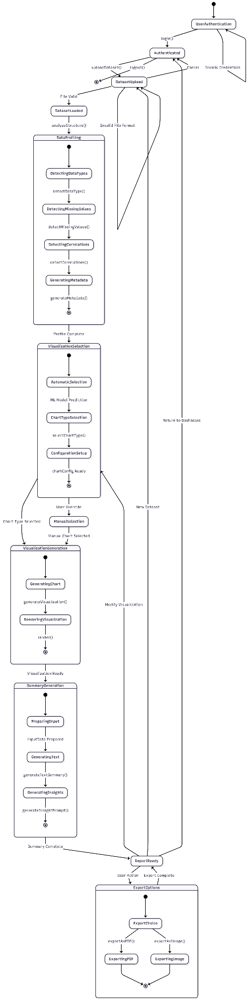 UserAuthentication
login()
Authenticated
Invalid Credentials
uploadDataset()
logout()
Cancel
DatasetUpload
File Valid
DatasetLoaded
analyzeStructure()
Invalid File Format
DataProfiling
DetectingDataTypes
detectDataType()
DetectingMissingValues
detectMissingValues()
DetectingCorrelations
detectCorrelations()
GeneratingMetadata
generateMetaData()
Profile Complete
VisualizationSelection
AutomaticSelection
ML Model Prediction
ChartTypeSelection
Return to Dashboard
selectChartType()
ConfigurationSetup
chartConfig Ready
User Override
New Dataset
Chart Type Selected
ManualSelection
Manual Chart Selected
VisualizationGeneration
GeneratingChart
generateVisualization()
Modify Visualization
RenderingVisualization
render()
Visualization Ready
SummaryGeneration
PreparingInput
inputData Prepared
GeneratingText
generateTextSummary()
GeneratingInsights
generateInsightPrompt()
Summary Complete
ReportReady
User Action
Export Complete
ExportOptions
ExportChoice
exportAsPDF()
exportAsImage()
ExportingPDF
ExportingImage